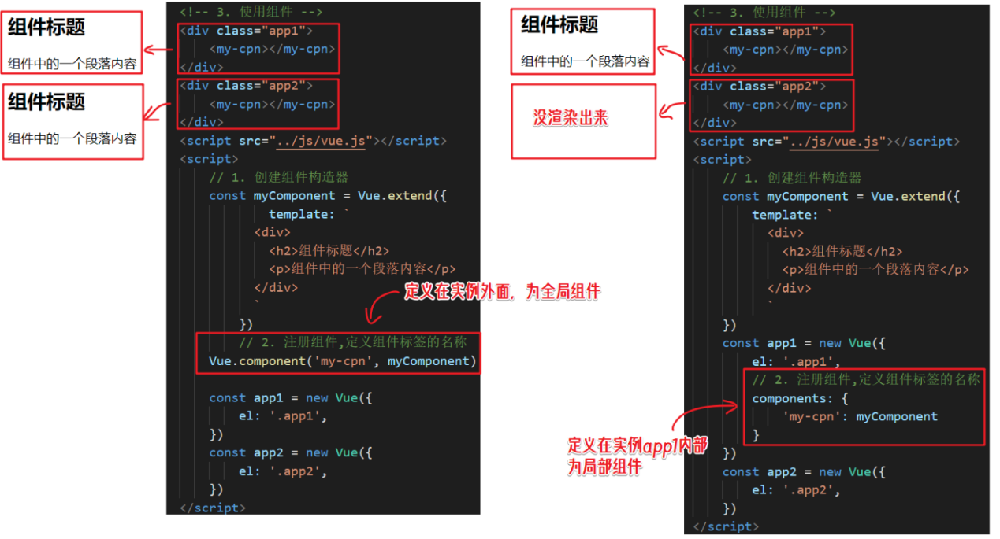 组件标题
组件中的一个段落内容
组件标题
组件中的一个段落内容
<!-- 3. 使用组件 -->
<div class="app1">
<my-cpn></my-cpn>
</div>
<div class="app2">
<my-cpn></my-cpn>
</div>
<script src="../js/vue.js"></script>
<script>
// 1. 创建组件构造器
const myComponent = Vue.extend({
template: `
<div>
<h2>组件标题</h2>
<p>组件中的一个段落内容</p>
</div>
`
})
// 2. 注册组件,定义组件标签的名称
Vue.component('my-cpn', myComponent)
const app1 = new Vue({
el: '.app1',
})
const app2 = new Vue({
el: '.app2',
})
</script>
定义在实例外面，为全局组件
组件标题
组件中的一个段落内容
没渲染出来
<!-- 3. 使用组件 -->
<div class="app1">
<my-cpn></my-cpn>
</div>
<div class="app2">
<my-cpn></my-cpn>
</div>
<script src="../js/vue.js"></script>
<script>
// 1. 创建组件构造器
const myComponent = Vue.extend({
template: `
<div>
<h2>组件标题</h2>
<p>组件中的一个段落内容</p>
</div>
`
})
const app1 = new Vue({
el: '.app1',
// 2. 注册组件,定义组件标签的名称
components: {
'my-cpn': myComponent
}
})
const app2 = new Vue({
el: '.app2',
})
</script>
定义在实例app1内部
为局部组件